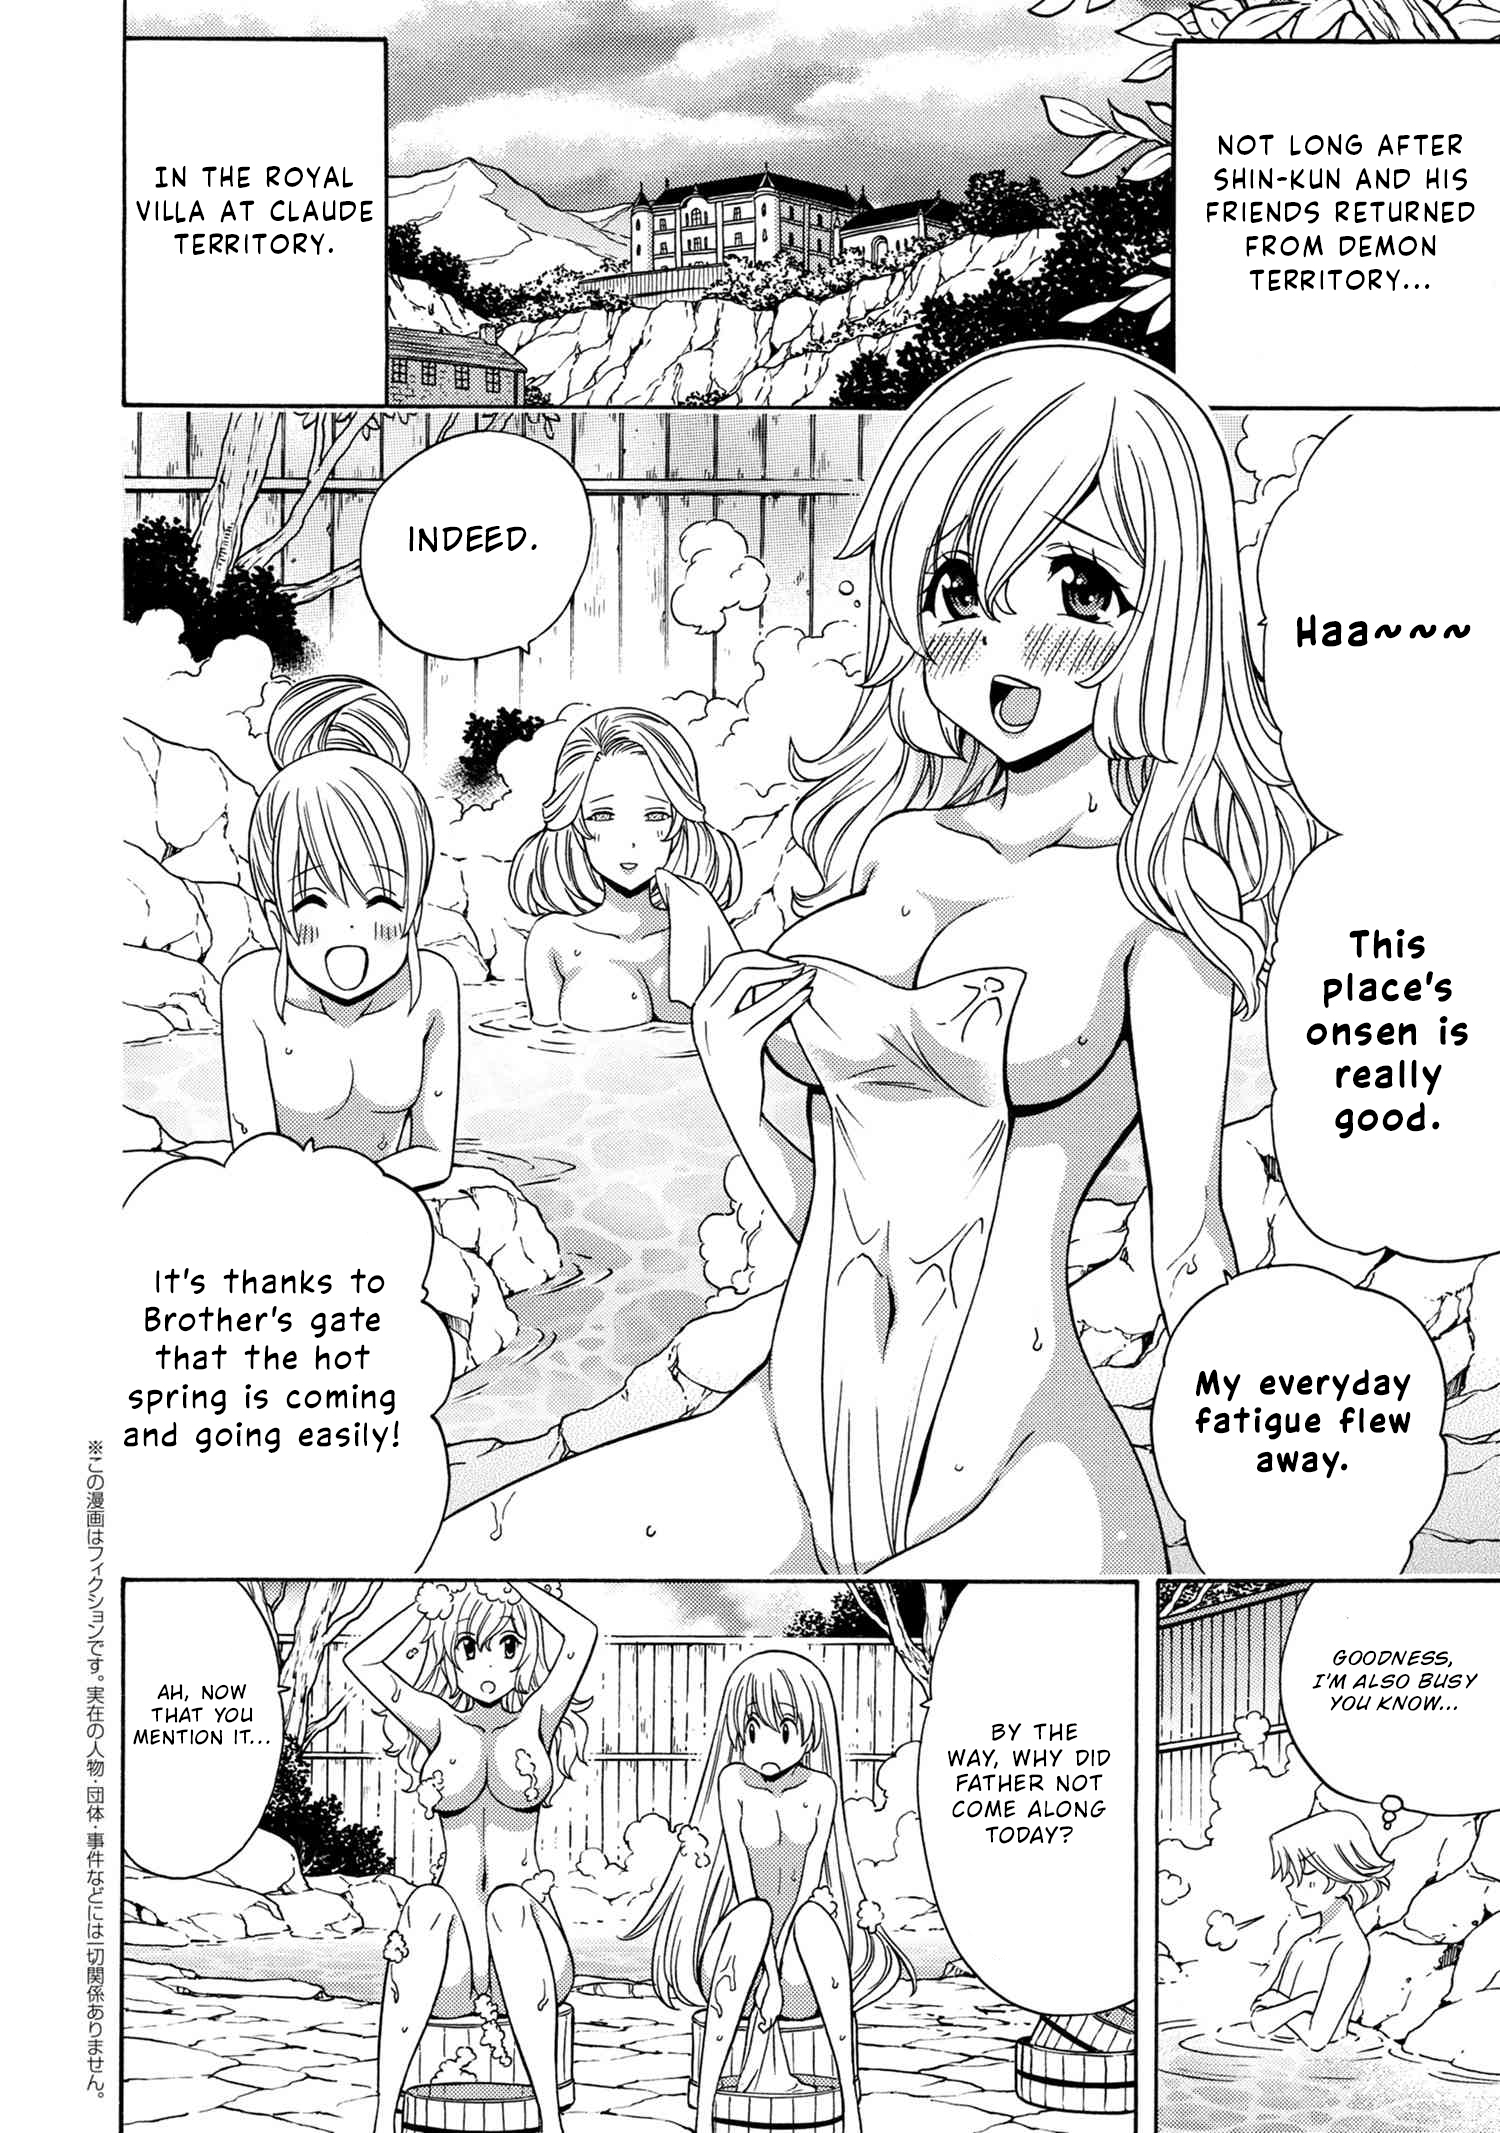 NOT LONG AFTER
SHIN-KUN AND HIS
FRIENDS RETURNED
FROM DEMON
TERRITORY...
IN THE ROYAL
VILLA AT CLAUDE
TERRITORY.
Haa~~~
This
place's
onsen is
really
good.
INDEED.
My everyday
fatigue flew
away.
It's thanks to
Brother's gate
that the hot
spring is coming
and going easily!
GOODNESS,
I'M ALSO BUSY
YOU KNOW...
BY THE
WAY, WHY DID
FATHER NOT
COME ALONG
TODAY?
AH, NOW
THAT YOU
MENTION IT...
※この漫画はフィクションです。実在の人物・団体・事件などには一切関係ありません。